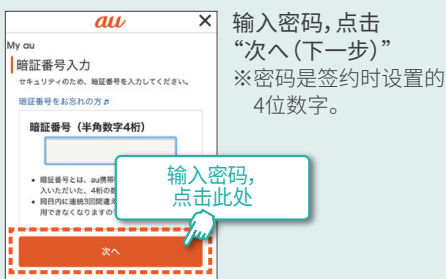 au
My au
暗証番号入力
セキュリティのため、暗証番号を入力してください。
暗証番号をお忘れの方
暗証番号（半角数字4桁）
• 暗証番号とは、au携帯
入いただいた、4桁の数
• 同日内に連続3回間違え
用できなくなりますので
次へ
输入密码，
点击此处
输入密码，点击
“次へ（下一步）”
※密码是签约时设置的
4位数字。